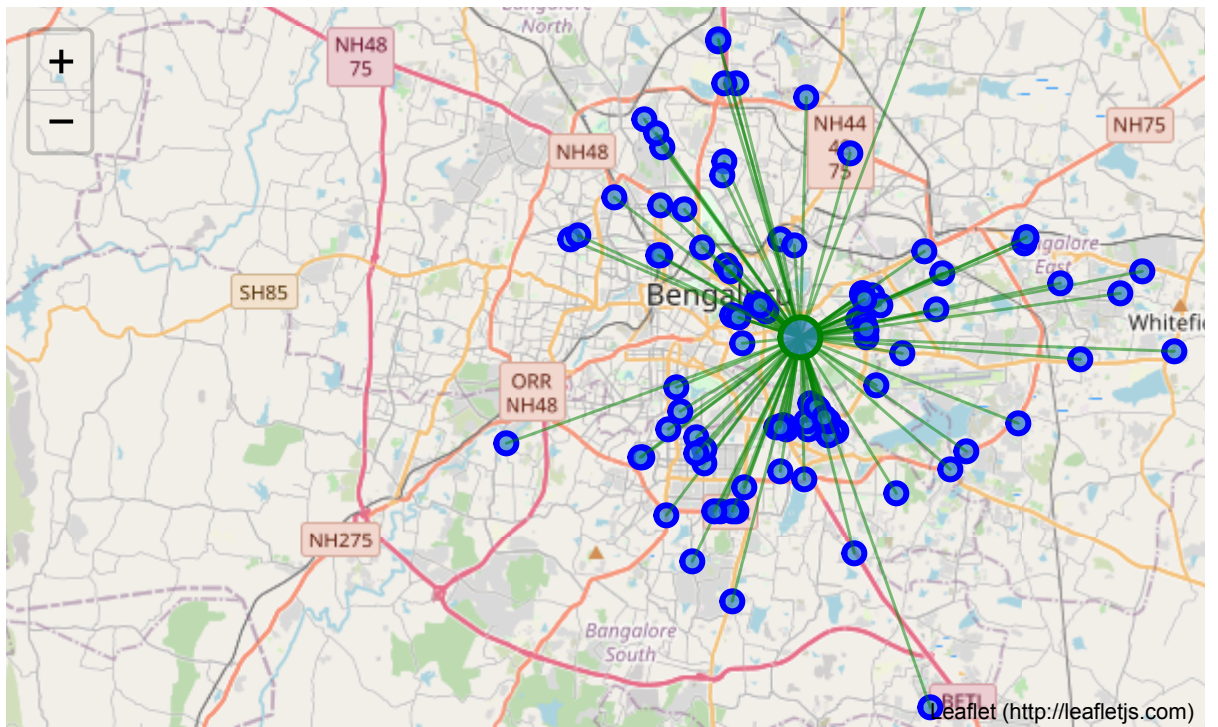 Bangalore
North
+
−
NH48
75
NH44
75
NH75
NH48
Bangalore
East
SH85
Bengaluru
ORR
NH48
NH275
Bangalore
South
BETL
Leaflet (http://leafletjs.com)